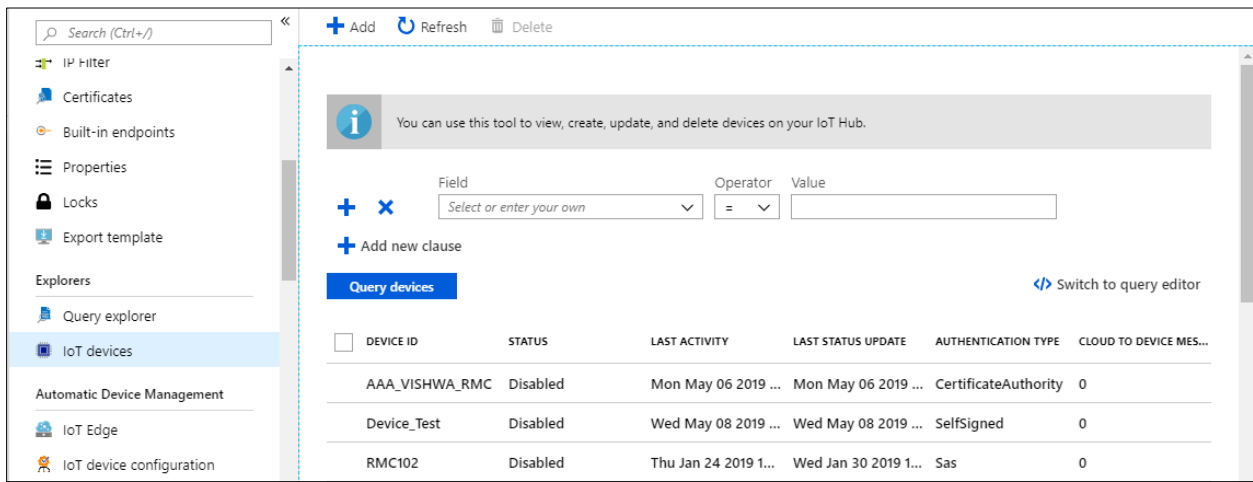 Search (Ctrl+/)
«
Add
Refresh
Delete
IP Filter
Certificates
Built-in endpoints
Properties
Locks
Export template
Explorers
Query explorer
IoT devices
Automatic Device Management
IoT Edge
IoT device configuration
You can use this tool to view, create, update, and delete devices on your IoT Hub.
Field Operator Value
Select or enter your own =
Add new clause
Query devices
</> Switch to query editor
DEVICE ID STATUS LAST ACTIVITY LAST STATUS UPDATE AUTHENTICATION TYPE CLOUD TO DEVICE MES...
AAA_VISHWA_RMC Disabled Mon May 06 2019 ... Mon May 06 2019 ... CertificateAuthority 0
Device_Test Disabled Wed May 08 2019 ... Wed May 08 2019 ... SelfSigned 0
RMC102 Disabled Thu Jan 24 2019 1... Wed Jan 30 2019 1... Sas 0